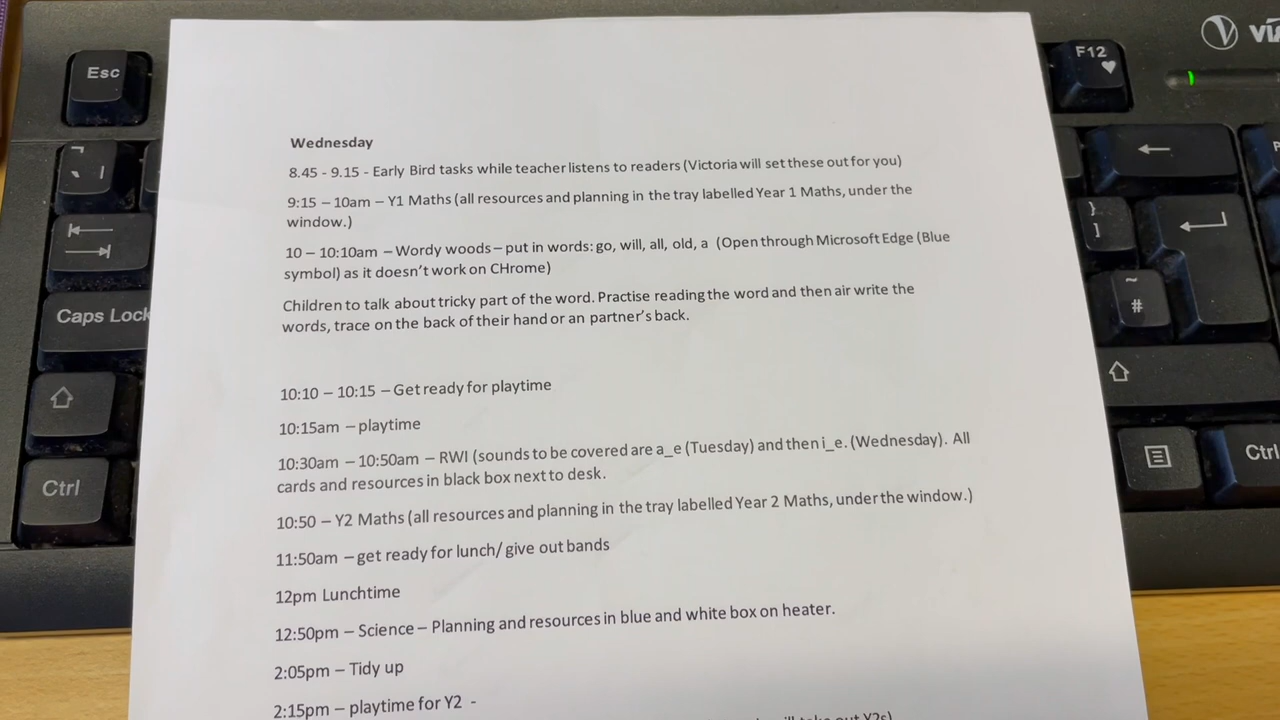 Esc
F12
Caps Lock
Ctrl
}
]
~
#
Ctrl
Wednesday
8.45 - 9.15 - Early Bird tasks while teacher listens to readers (Victoria will set these out for you)
9:15 – 10am – Y1 Maths (all resources and planning in the tray labelled Year 1 Maths, under the
window.)
10 – 10:10am – Wordy woods – put in words: go, will, all, old, a (Open through Microsoft Edge (Blue
symbol) as it doesn't work on CHrome)
Children to talk about tricky part of the word. Practise reading the word and then air write the
words, trace on the back of their hand or an partner's back.
10:10 – 10:15 – Get ready for playtime
10:15am – playtime
10:30am – 10:50am – RWI (sounds to be covered are a_e (Tuesday) and then i_e. (Wednesday). All
cards and resources in black box next to desk.
10:50 – Y2 Maths (all resources and planning in the tray labelled Year 2 Maths, under the window.)
11:50am – get ready for lunch/ give out bands
12pm Lunchtime
12:50pm – Science – Planning and resources in blue and white box on heater.
2:05pm – Tidy up
2:15pm – playtime for Y2 -
will take out Y2s)